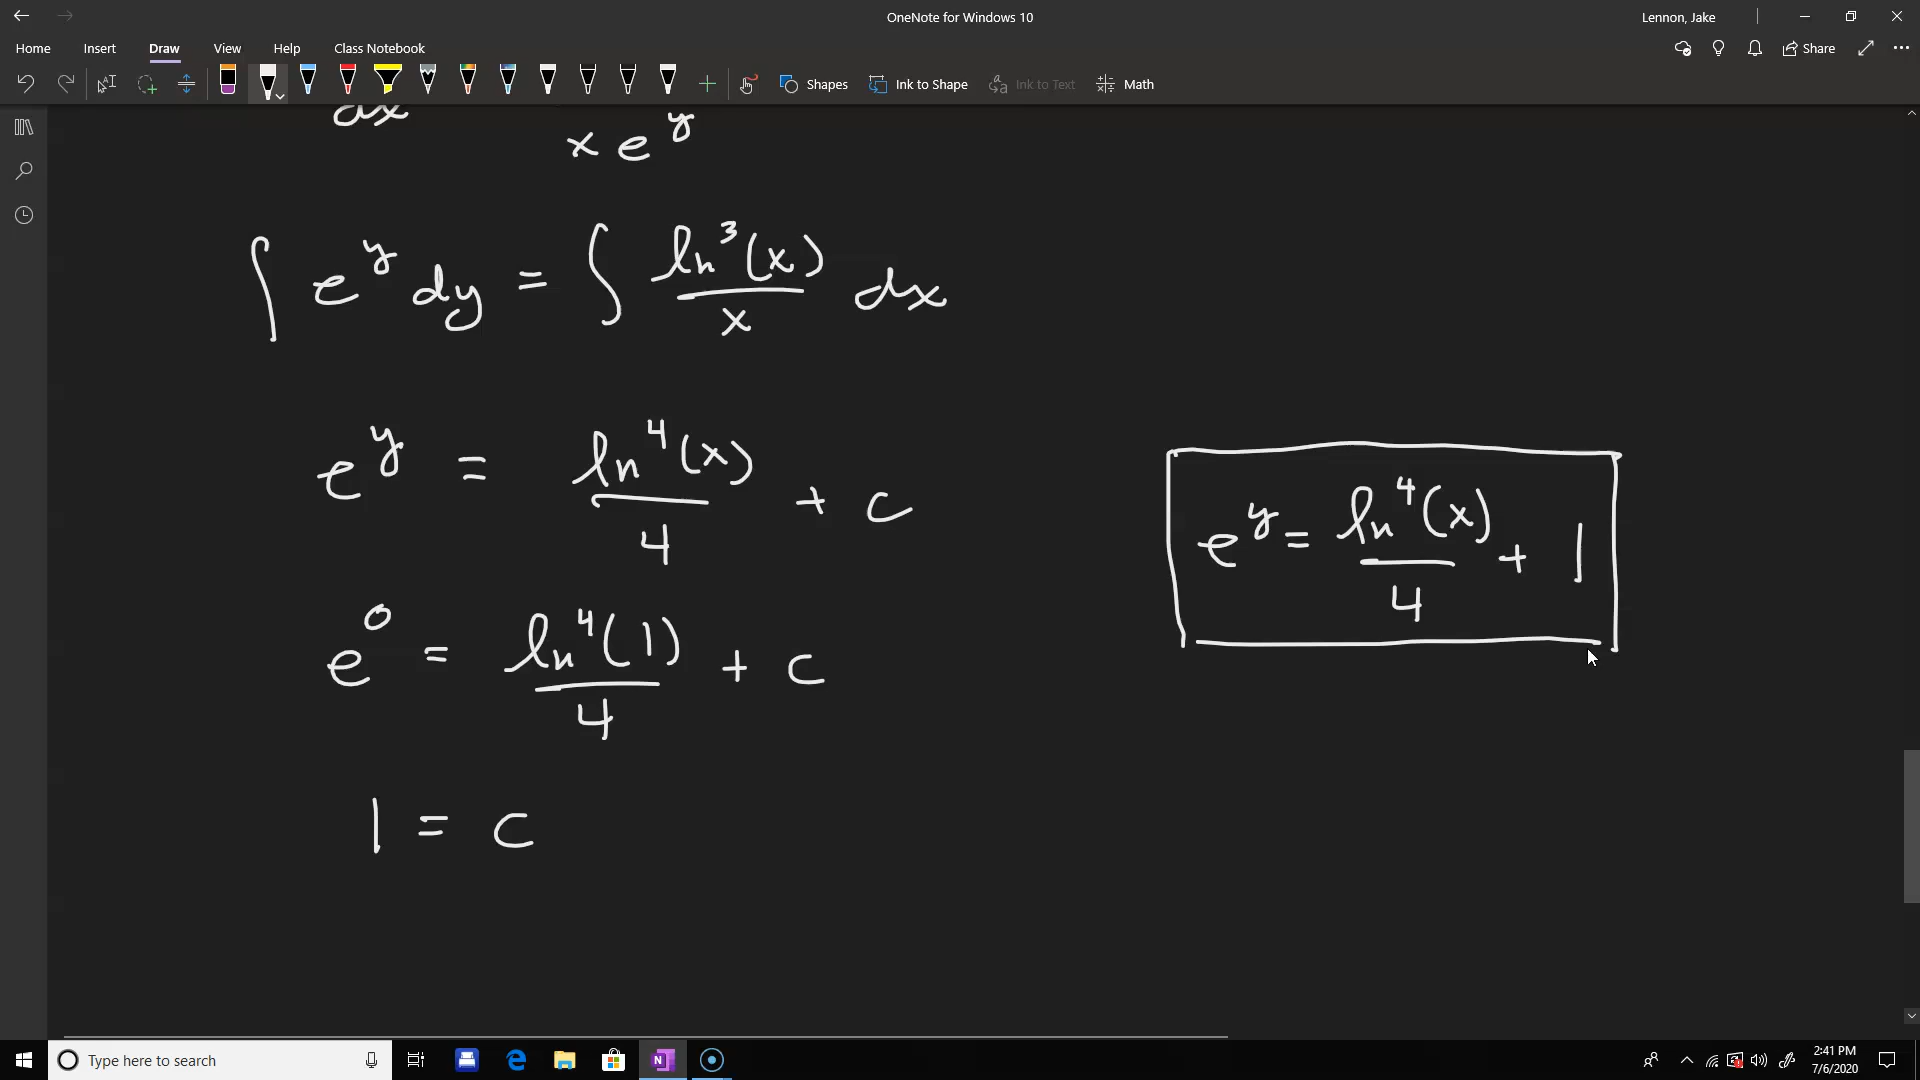 OneNote for Windows 10
Lennon, Jake
Home Insert Draw View Help Class Notebook
Share
Shapes Ink to Shape Ink to Text Math
dx
x e^y
∫ e^y dy = ∫ ln^3(x)/x dx
e^y = ln^4(x)/4 + c
e^y = ln^4(x)/4 + 1
e^0 = ln^4(1)/4 + c
1 = c
Type here to search
2:41 PM
7/6/2020